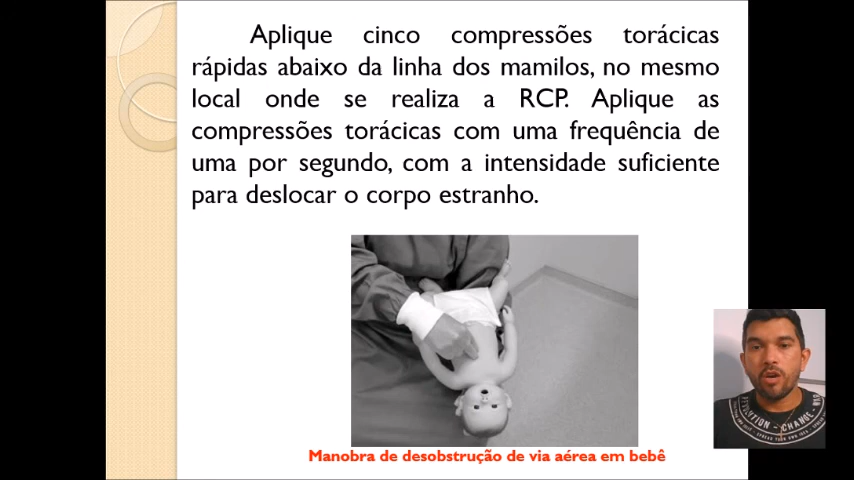 Aplique cinco compressões torácicas
rápidas abaixo da linha dos mamilos, no mesmo
local onde se realiza a RCP. Aplique as
compressões torácicas com uma frequência de
uma por segundo, com a intensidade suficiente
para deslocar o corpo estranho.
Manobra de desobstrução de via aérea em bebê